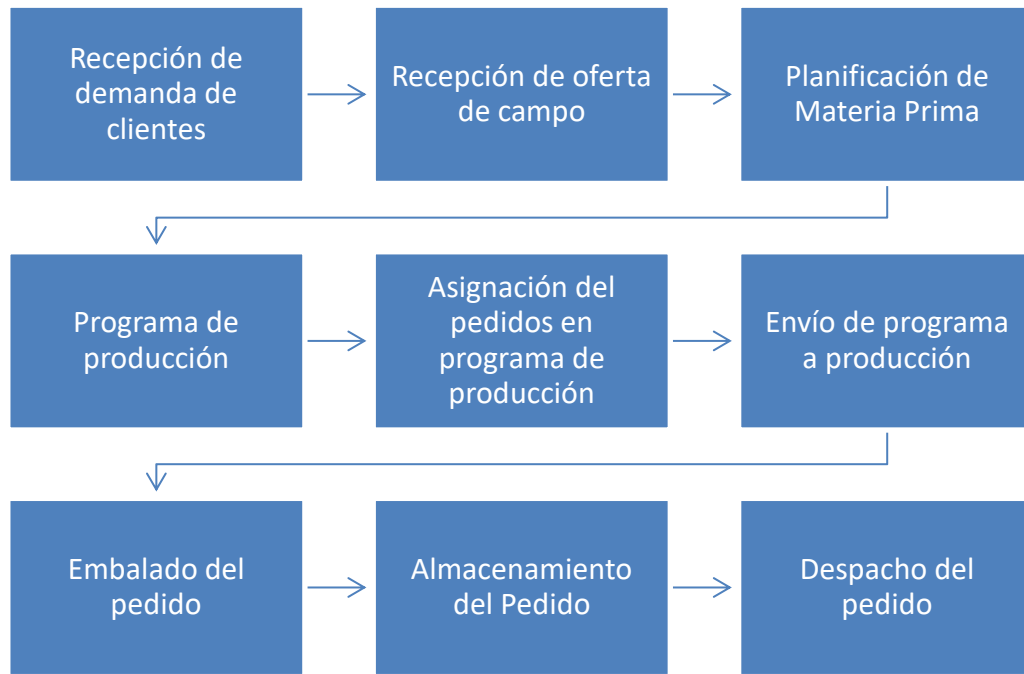 Recepción de
demanda de
clientes
Recepción de oferta
de campo
Planificación de
Materia Prima
Programa de
producción
Asignación del
pedidos en
programa de
producción
Envío de programa
a producción
Embalado del
pedido
Almacenamiento
del Pedido
Despacho del
pedido